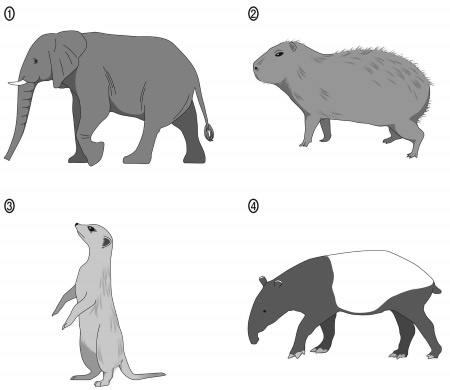 ①
②
③
④